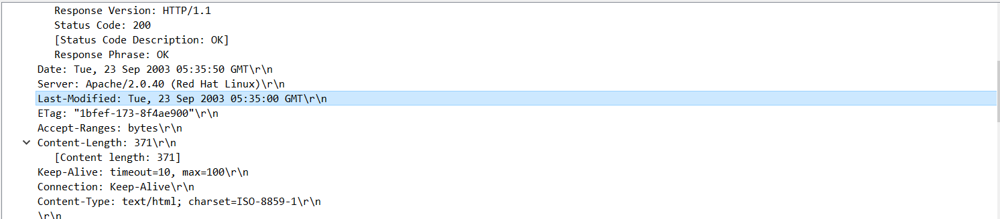 Response Version: HTTP/1.1
Status Code: 200
[Status Code Description: OK]
Response Phrase: OK
Date: Tue, 23 Sep 2003 05:35:50 GMT\r\n
Server: Apache/2.0.40 (Red Hat Linux)\r\n
Last-Modified: Tue, 23 Sep 2003 05:35:00 GMT\r\n
ETag: "1bfef-173-8f4ae900"\r\n
Accept-Ranges: bytes\r\n
Content-Length: 371\r\n
[Content length: 371]
Keep-Alive: timeout=10, max=100\r\n
Connection: Keep-Alive\r\n
Content-Type: text/html; charset=ISO-8859-1\r\n
\r\n